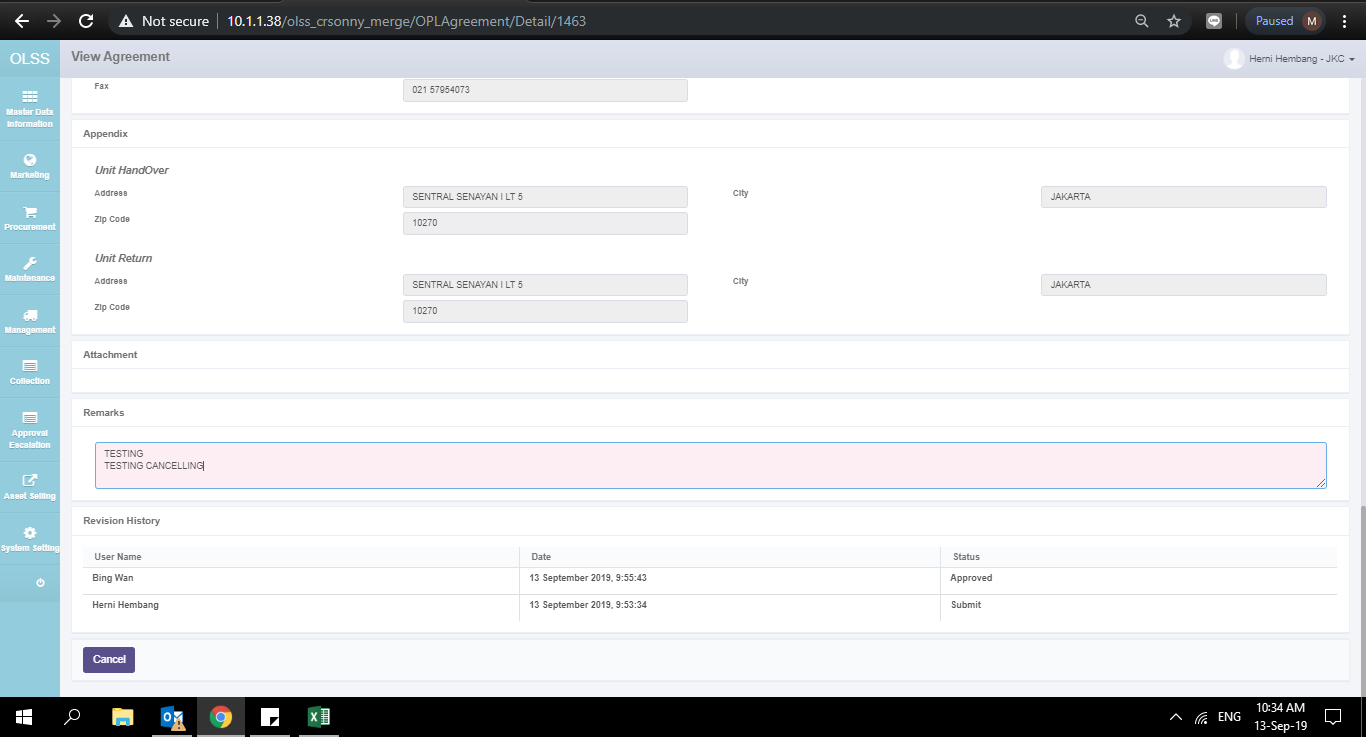 Not secure
10.1.1.38/olss_crsonny_merge/OPLAgreement/Detail/1463
Paused
M
OLSS
View Agreement
Herni Hembang - JKC
Master Data
Information
Marketing
Procurement
Maintenance
Management
Collection
Approval
Escalation
Asset Selling
System Setting
Fax
021 57954073
Appendix
Unit HandOver
Address
SENTRAL SENAYAN I LT 5
City
JAKARTA
Zip Code
10270
Unit Return
Address
SENTRAL SENAYAN I LT 5
City
JAKARTA
Zip Code
10270
Attachment
Remarks
TESTING
TESTING CANCELLING
Revision History
User Name Date Status
Bing Wan 13 September 2019, 9:55:43 Approved
Herni Hembang 13 September 2019, 9:53:34 Submit
Cancel
ENG
10:34 AM
13-Sep-19